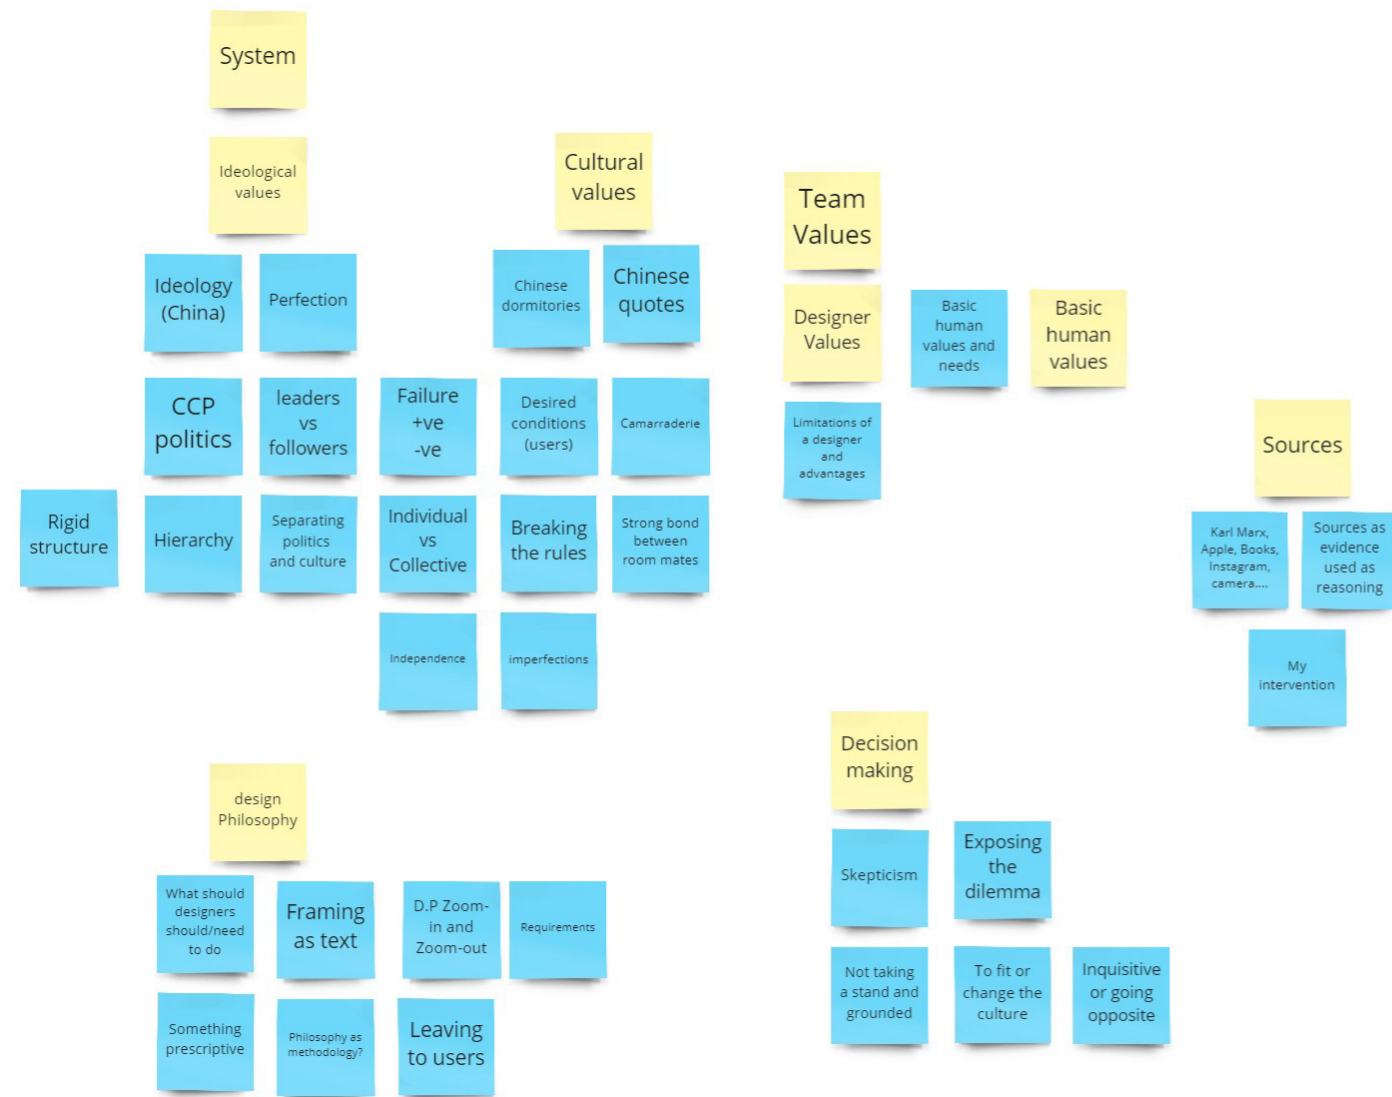 System
Ideological
values
Cultural
values
Ideology
(China)
Perfection
Chinese
dormitories
Chinese
quotes
CCP
politics
leaders
vs
followers
Failure
+ve
-ve
Desired
conditions
(users)
Camarraderie
Rigid
structure
Hierarchy
Separating
politics
and culture
Individual
vs
Collective
Breaking
the rules
Strong bond
between
room mates
Independence
imperfections
Team
Values
Designer
Values
Basic
human
values and
needs
Basic
human
values
Limitations of
a designer
and
advantages
Sources
Karl Marx,
Apple, Books,
Instagram,
camera....
Sources as
evidence
used as
reasoning
My
intervention
design
Philosophy
What should
designers
should/need
to do
Framing
as text
D.P Zoom-
in and
Zoom-out
Requirements
Something
prescriptive
Philosophy as
methodology?
Leaving
to users
Decision
making
Skepticism
Exposing
the
dilemma
Not taking
a stand and
grounded
To fit or
change the
culture
Inquisitive
or going
opposite